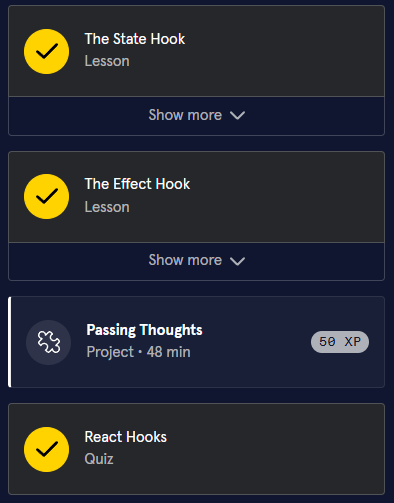 The State Hook
Lesson
Show more
The Effect Hook
Lesson
Show more
Passing Thoughts
Project • 48 min
50 XP
React Hooks
Quiz